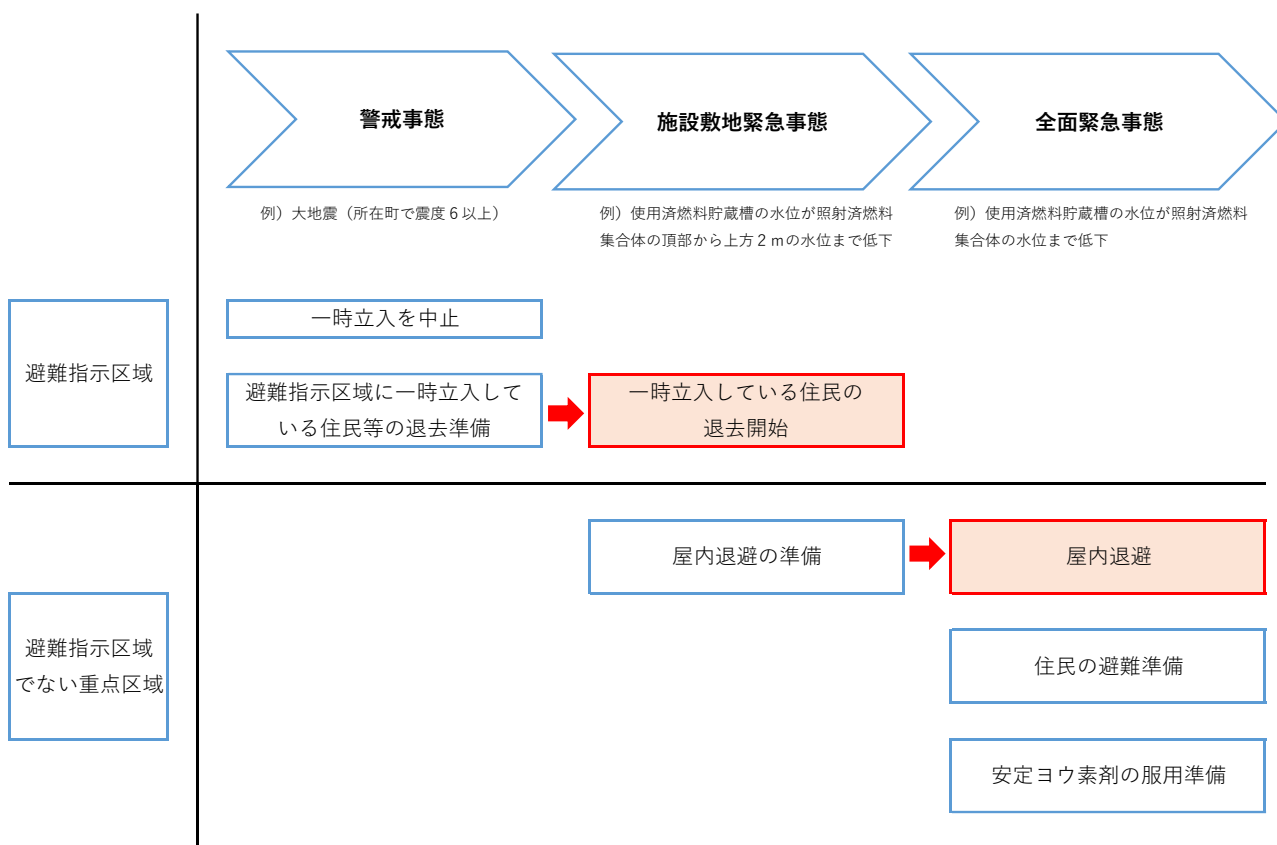 警戒事態
施設敷地緊急事態
全面緊急事態
例）大地震（所在町で震度６以上）
例）使用済燃料貯蔵槽の水位が照射済燃料
集合体の頂部から上方２ｍの水位まで低下
例）使用済燃料貯蔵槽の水位が照射済燃料
集合体の水位まで低下
避難指示区域
一時立入を中止
避難指示区域に一時立入して
いる住民等の退去準備
一時立入している住民の
退去開始
避難指示区域
でない重点区域
屋内退避の準備
屋内退避
住民の避難準備
安定ヨウ素剤の服用準備